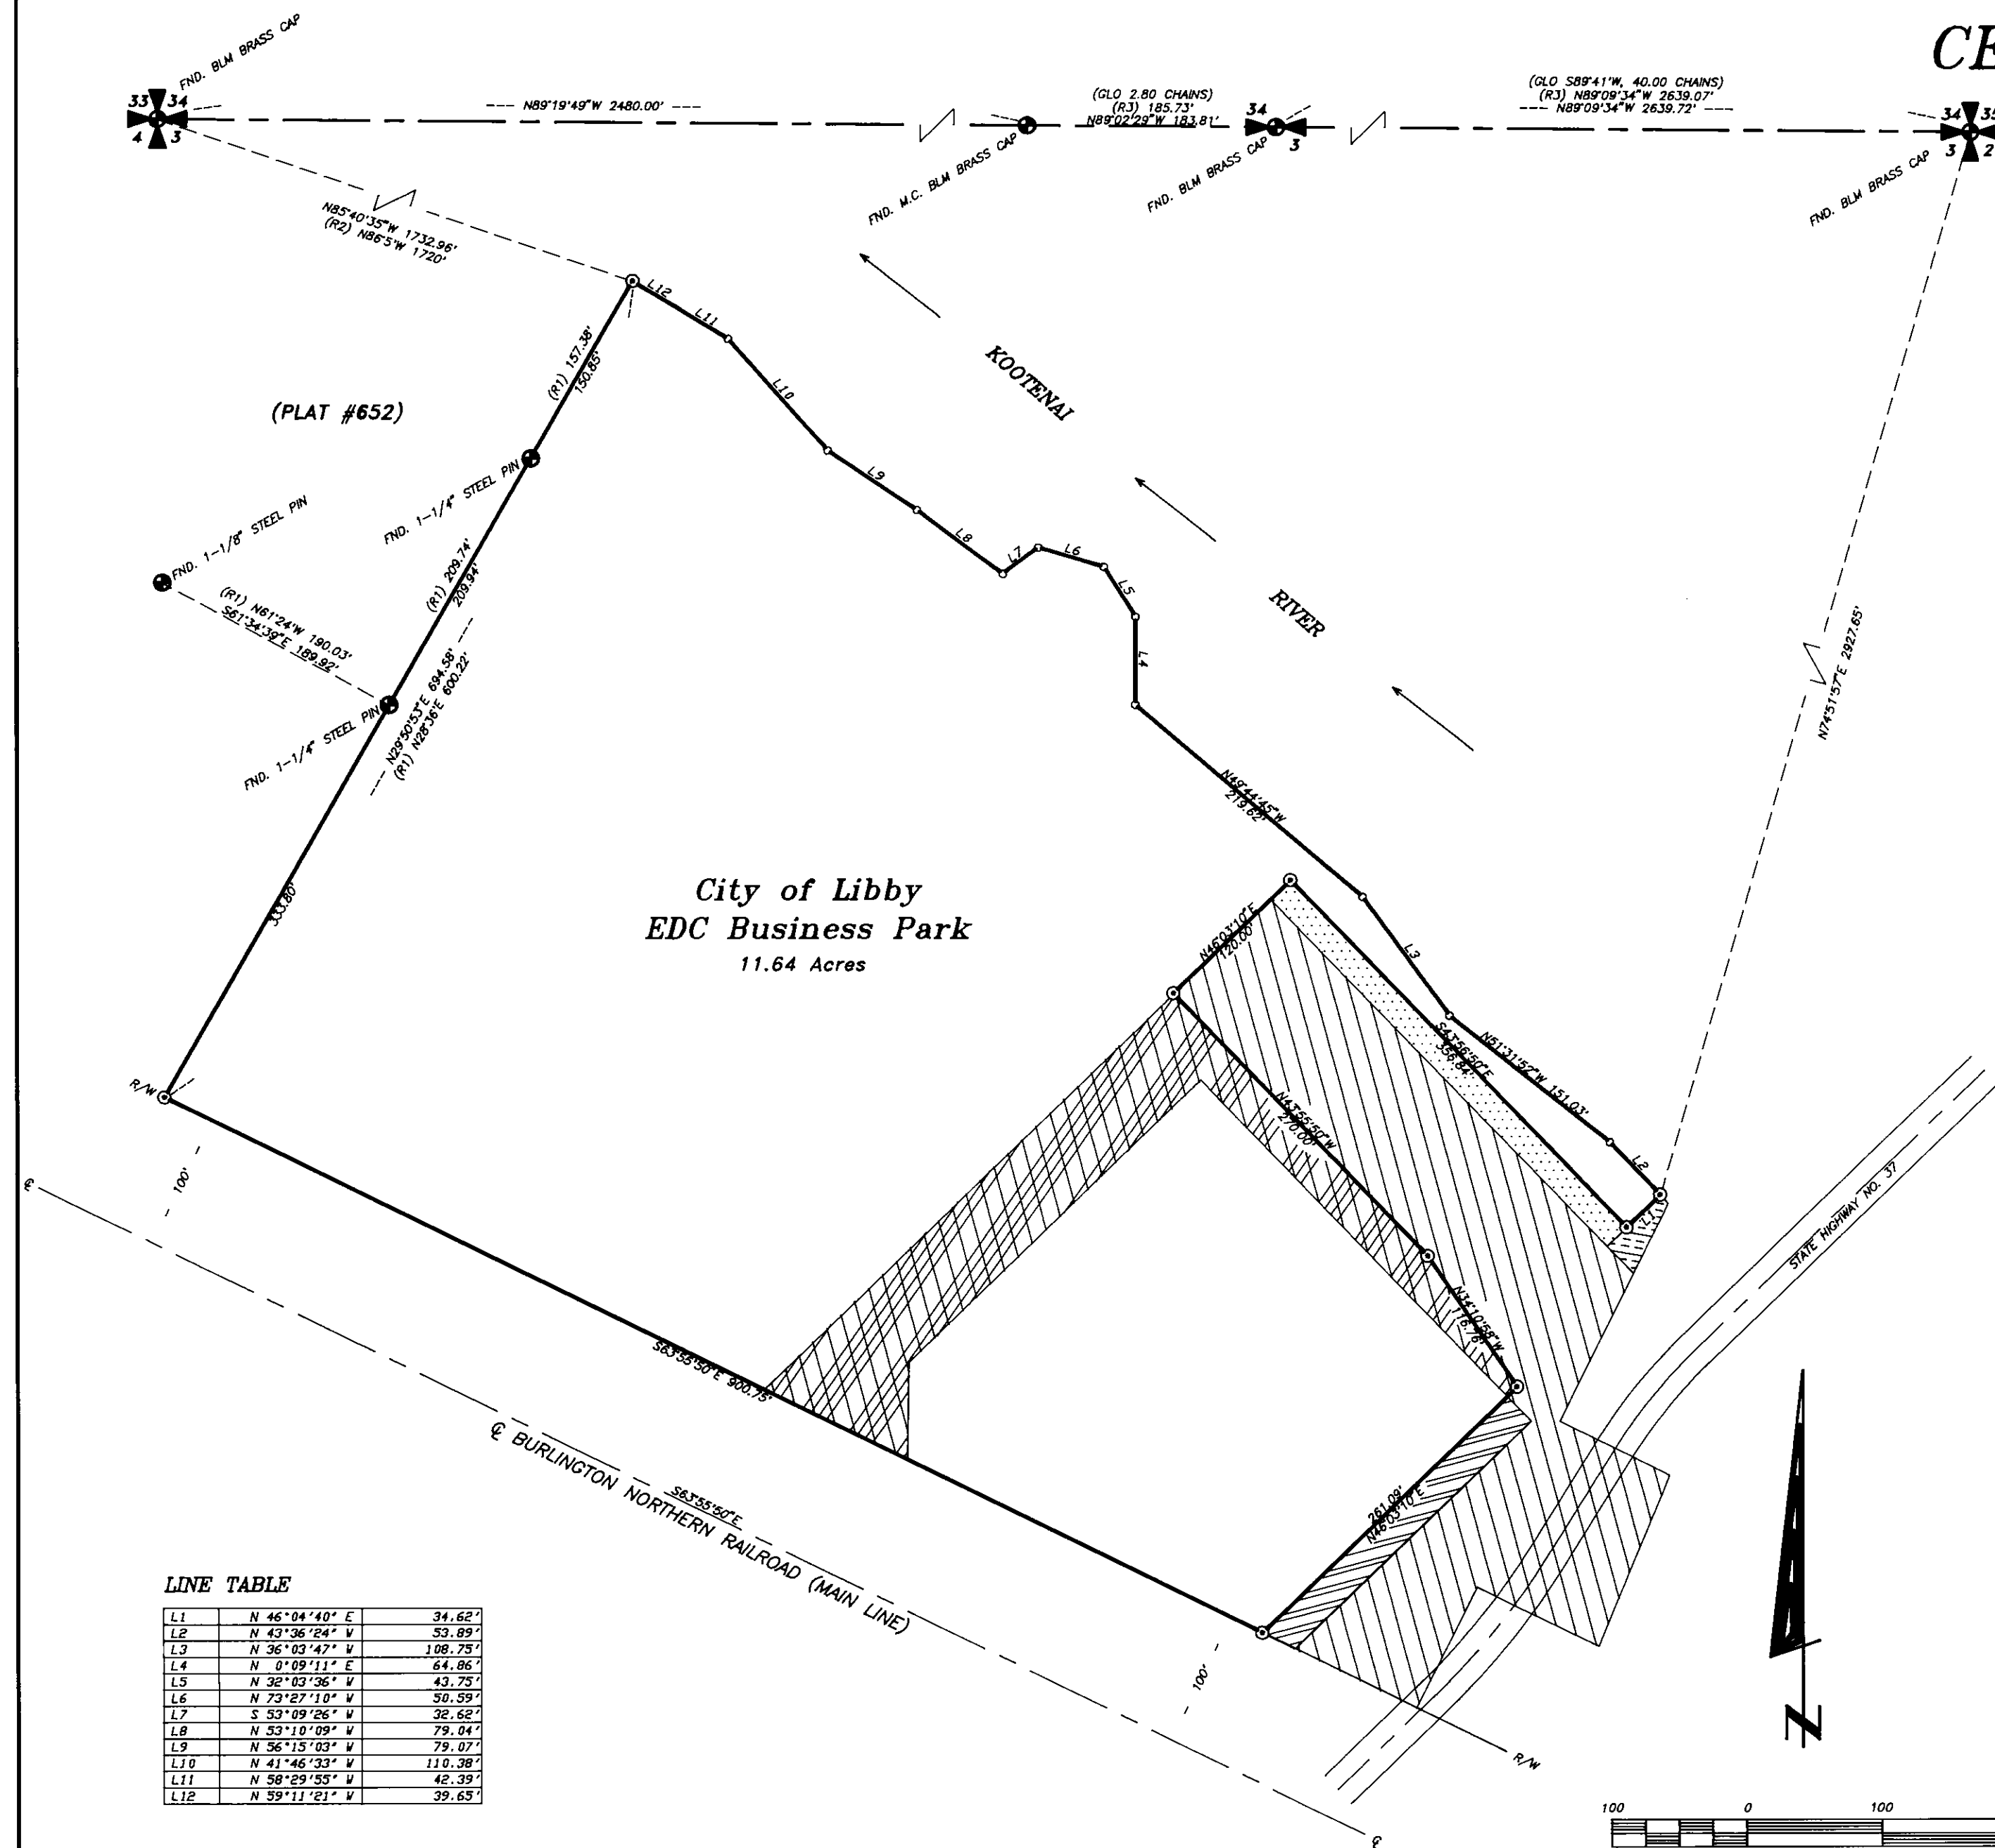 CE
FND. BLM BRASS CAP
33 34
4 3
--- N89°19'49"W 2480.00' ---
(GLO 2.80 CHAINS)
(R3) 185.73'
N89°02'29"W 183.81'
34
3
(GLO S89°41'W, 40.00 CHAINS)
(R3) N89°09'34"W 2639.07'
---- N89°09'34"W 2639.72' ----
34 35
3 2
FND. M.C. BLM BRASS CAP
FND. BLM BRASS CAP
FND. BLM BRASS CAP
N85°40'35"W 1732.96'
(R2) N86°5'W 1720'
L12
L11
L10
L9
L8
L7
L6
L5
L4
KOOTENAI
RIVER
(R1) 157.38'
150.85'
(PLAT #652)
FND. 1-1/4" STEEL PIN
FND. 1-1/8" STEEL PIN
(R1) 209.74'
209.94'
(R1) N61°24'W 190.03'
S61°34'39"E 189.92'
N29°50'53"E 694.58'
(R1) N28°36'E 600.22'
FND. 1-1/4" STEEL PIN
333.80'
N74°51'57"E 2927.65'
N49°44'45"W
219.62'
City of Libby
EDC Business Park
11.64 Acres
N46°03'10"E
120.00'
L3
S43°56'50"E
356.84'
N51°31'52"W 151.03'
L2
L1
N43°55'50"W
270.00'
N34°10'58"W
116.76'
STATE HIGHWAY NO. 37
R/W
100'
℄
S63°55'50"E 900.75'
℄ BURLINGTON NORTHERN RAILROAD (MAIN LINE)
S63°55'50"E
261.09'
N46°03'10"E
100'
R/W
℄
N
LINE TABLE
L1 N 46°04'40" E 34.62'
L2 N 43°36'24" W 53.89'
L3 N 36°03'47" W 108.75'
L4 N 0°09'11" E 64.86'
L5 N 32°03'36" W 43.75'
L6 N 73°27'10" W 50.59'
L7 S 53°09'26" W 32.62'
L8 N 53°10'09" W 79.04'
L9 N 56°15'03" W 79.07'
L10 N 41°46'33" W 110.38'
L11 N 58°29'55" W 42.39'
L12 N 59°11'21" W 39.65'
100 0 100